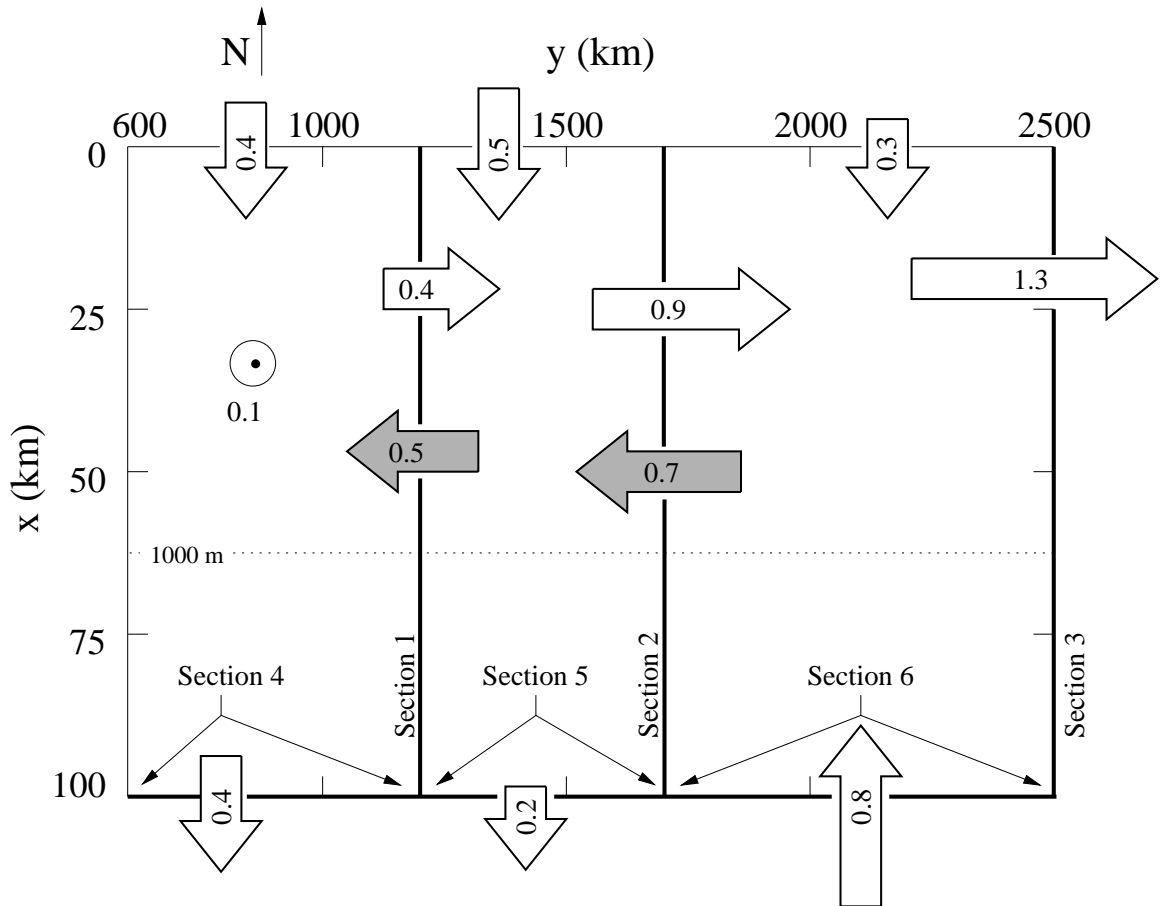 N
y (km)
600 1000 1500 2000 2500
0.4
0.5
0.3
0
0.4
0.9
1.3
25
0.1
0.5
0.7
50
x (km)
1000 m
75
Section 4
Section 1
Section 5
Section 2
Section 6
Section 3
100
0.4
0.2
0.8